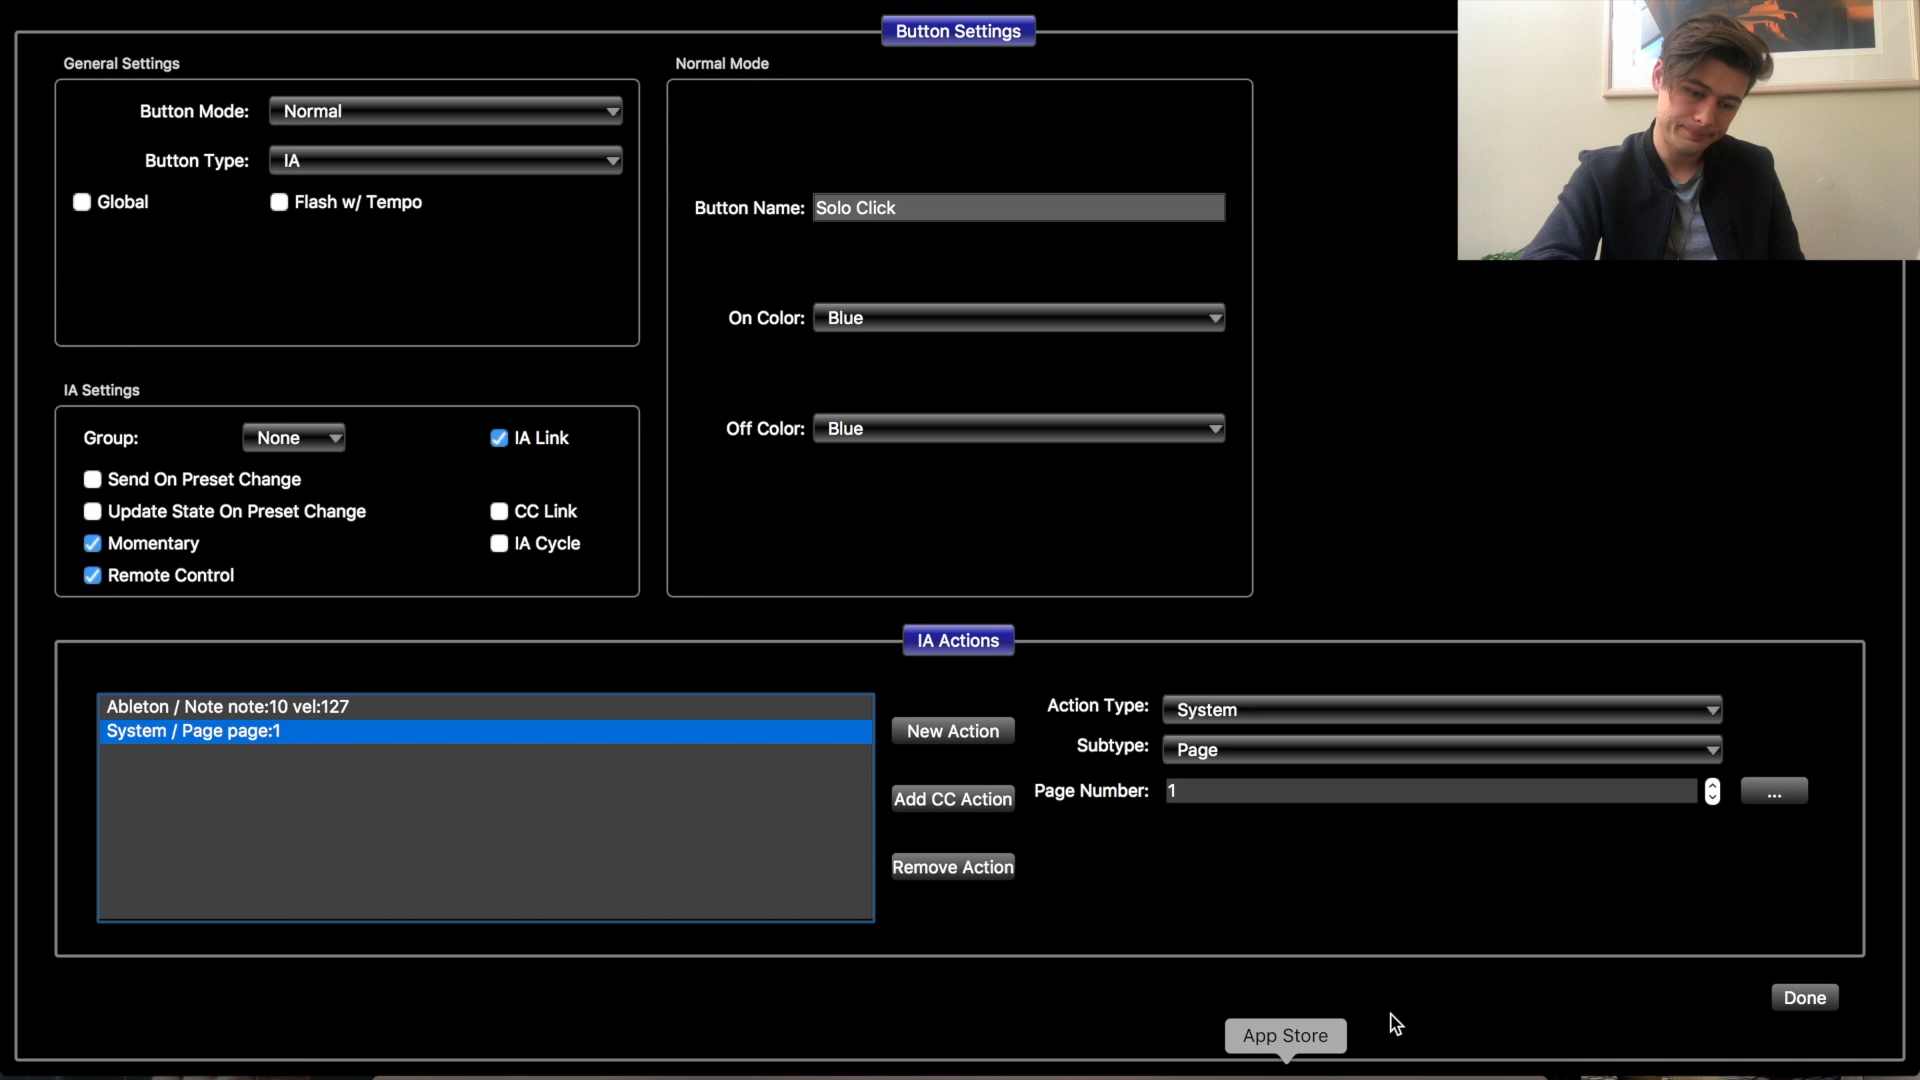 Button Settings
General Settings
Button Mode: Normal
Button Type: IA
Global Flash w/ Tempo
Normal Mode
Button Name: Solo Click
On Color: Blue
Off Color: Blue
IA Settings
Group: None IA Link
Send On Preset Change
Update State On Preset Change CC Link
Momentary IA Cycle
Remote Control
IA Actions
Ableton / Note note:10 vel:127
System / Page page:1
New Action
Add CC Action
Remove Action
Action Type: System
Subtype: Page
Page Number: 1 ...
Done
App Store